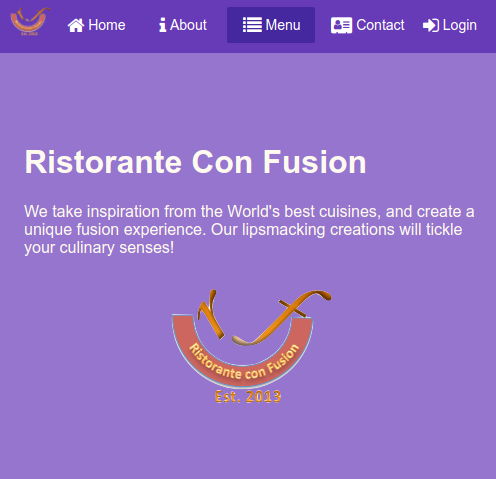 Home About Menu Contact Login
Ristorante Con Fusion
We take inspiration from the World's best cuisines, and create a
unique fusion experience. Our lipsmacking creations will tickle
your culinary senses!
Ristorante con Fusion
Est. 2013